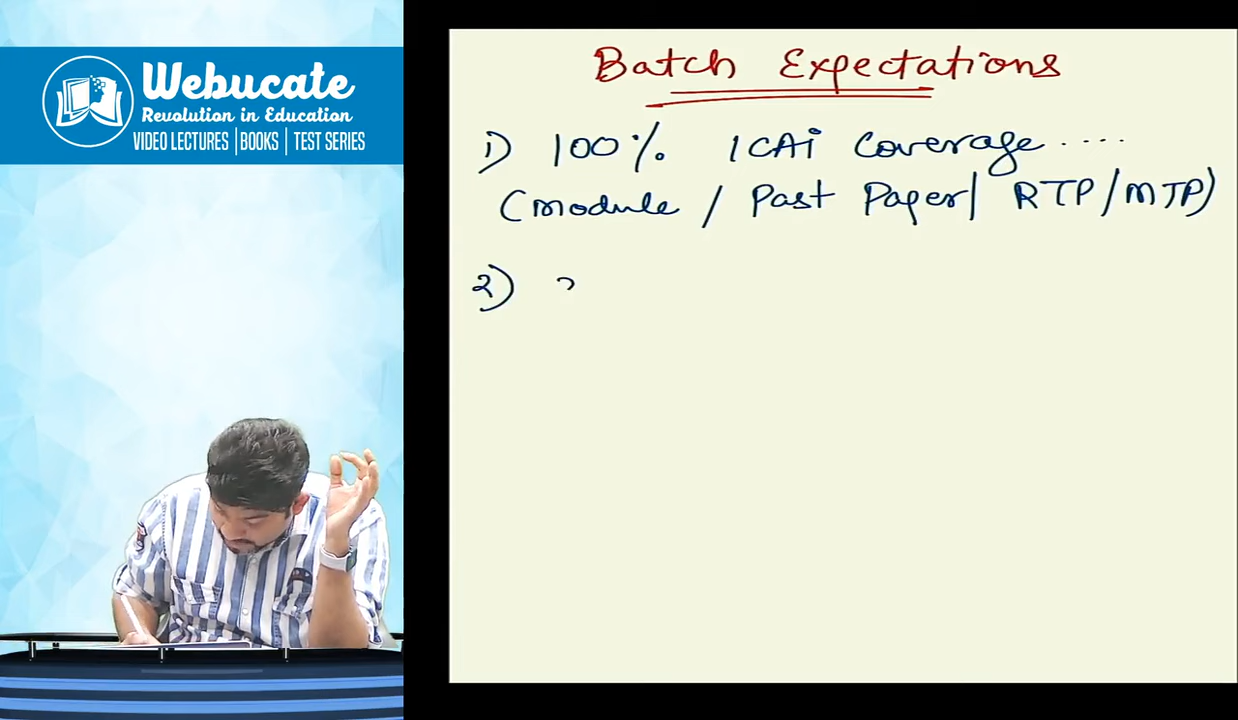 Webucate
Revolution in Education
VIDEO LECTURES | BOOKS | TEST SERIES
Batch Expectations
1) 100% ICAi Coverage ....
(Module / Past Paper / RTP / MTP)
2)